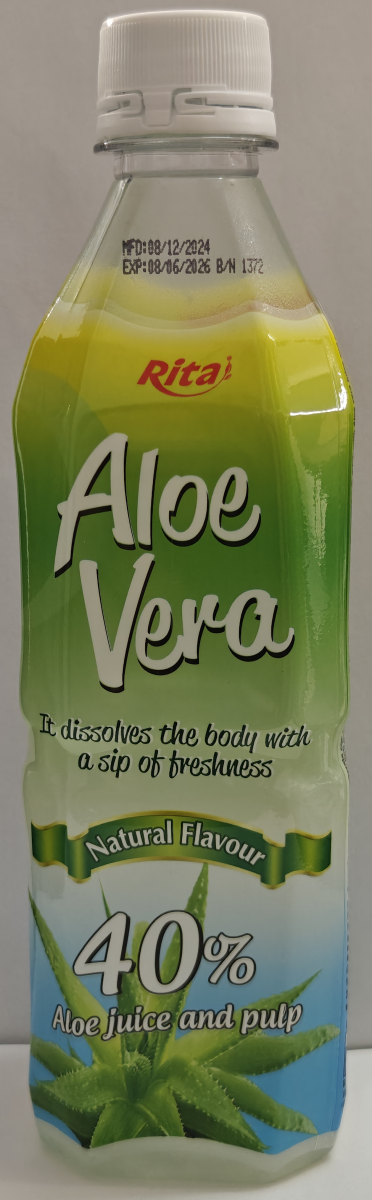 MFD:08/12/2024
EXP:08/06/2026 B/N 1372
Rita
Aloe
Vera
It dissolves the body with
a sip of freshness
Natural Flavour
40%
Aloe juice and pulp